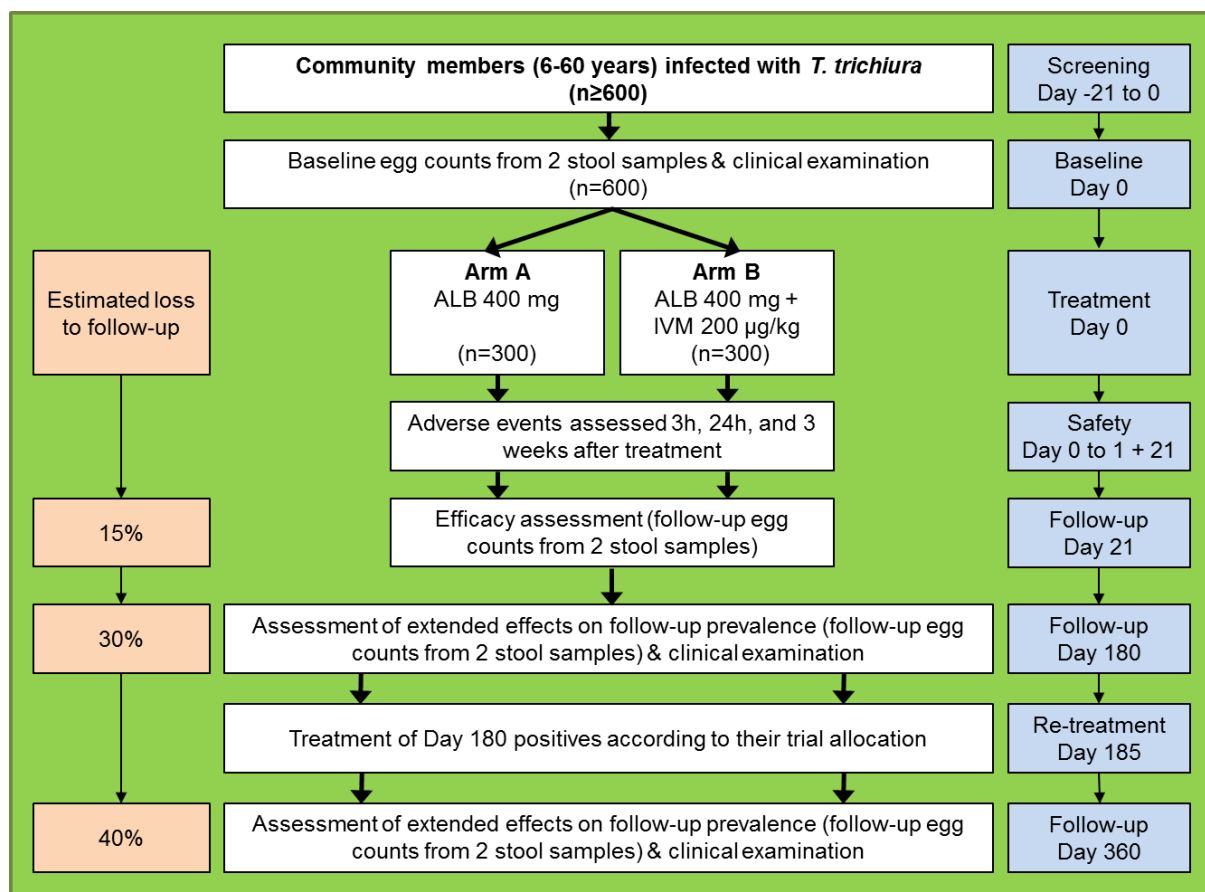 Community members (6-60 years) infected with T. trichiura
(n≥600)
Screening
Day -21 to 0
Baseline egg counts from 2 stool samples & clinical examination
(n=600)
Baseline
Day 0
Estimated loss
to follow-up
Arm A
ALB 400 mg
(n=300)
Arm B
ALB 400 mg +
IVM 200 µg/kg
(n=300)
Treatment
Day 0
Adverse events assessed 3h, 24h, and 3
weeks after treatment
Safety
Day 0 to 1 + 21
15%
Efficacy assessment (follow-up egg
counts from 2 stool samples)
Follow-up
Day 21
30%
Assessment of extended effects on follow-up prevalence (follow-up egg
counts from 2 stool samples) & clinical examination
Follow-up
Day 180
Treatment of Day 180 positives according to their trial allocation
Re-treatment
Day 185
40%
Assessment of extended effects on follow-up prevalence (follow-up egg
counts from 2 stool samples) & clinical examination
Follow-up
Day 360